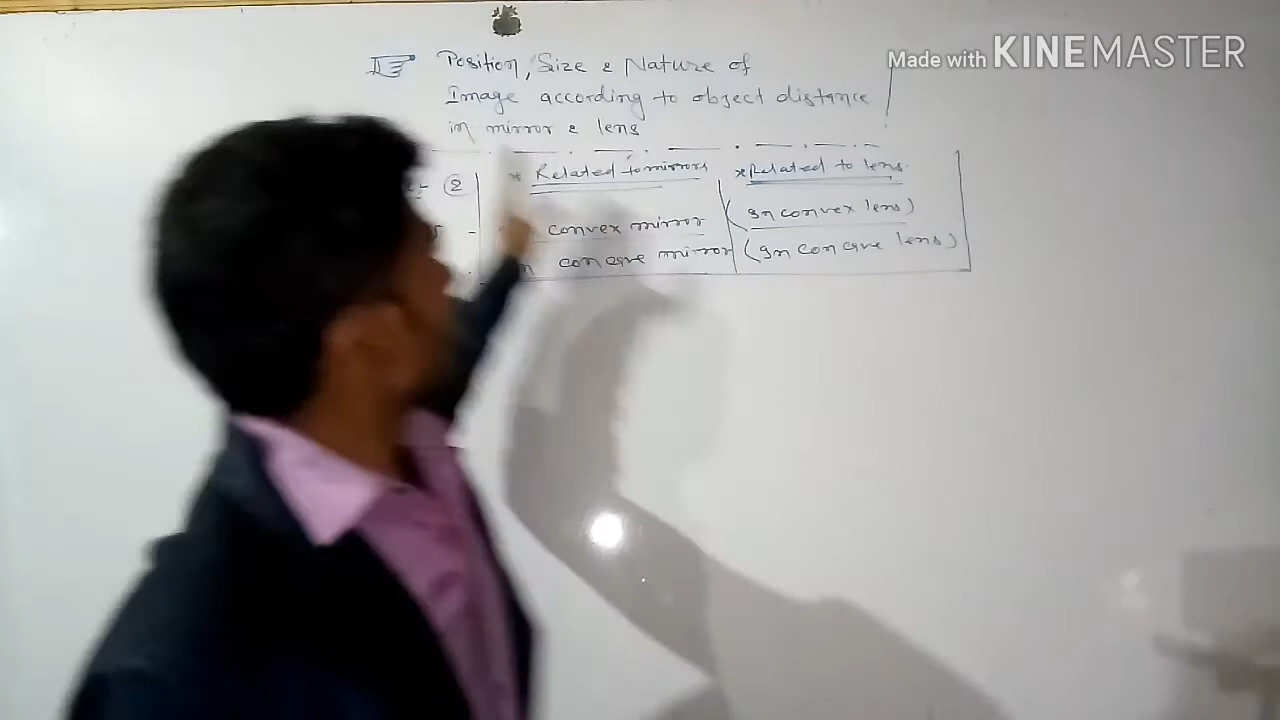 Made with KINEMASTER
Position, Size & Nature of
Image according to object distance
in mirror & lens
* Related to mirrors
convex mirror
concave mirror
* Related to lens.
(In convex lens)
(In concave lens)
2